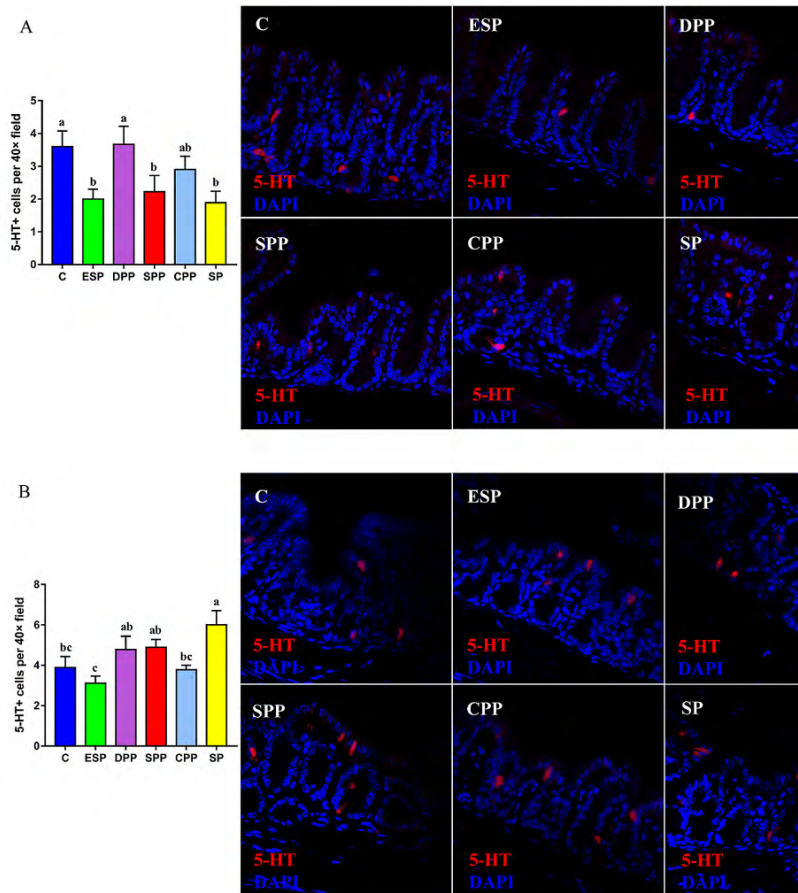 A
5-HT+ cells per 40× field
5
4
3
2
1
0
a
b
a
b
ab
b
C
ESP
DPP
SPP
CPP
SP
C
5-HT
DAPI
ESP
5-HT
DAPI
DPP
5-HT
DAPI
SPP
5-HT
DAPI
CPP
5-HT
DAPI
SP
5-HT
DAPI
B
5-HT+ cells per 40× field
8
6
4
2
0
bc
c
ab
ab
bc
a
C
ESP
DPP
SPP
CPP
SP
C
5-HT
DAPI
ESP
5-HT
DAPI
DPP
5-HT
DAPI
SPP
5-HT
DAPI
CPP
5-HT
DAPI
SP
5-HT
DAPI